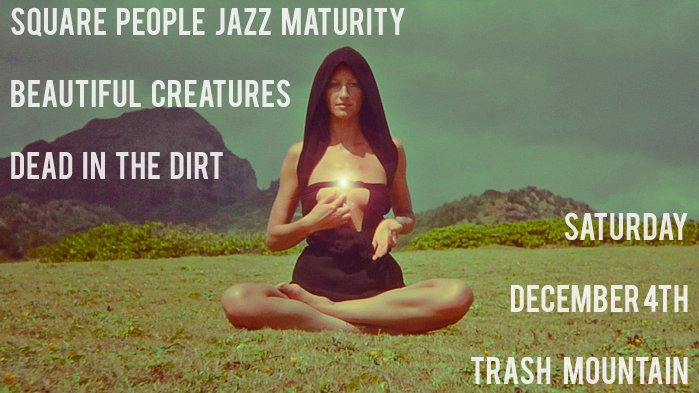 SQUARE PEOPLE JAZZ MATURITY
BEAUTIFUL CREATURES
DEAD IN THE DIRT
SATURDAY
DECEMBER 4TH
TRASH MOUNTAIN